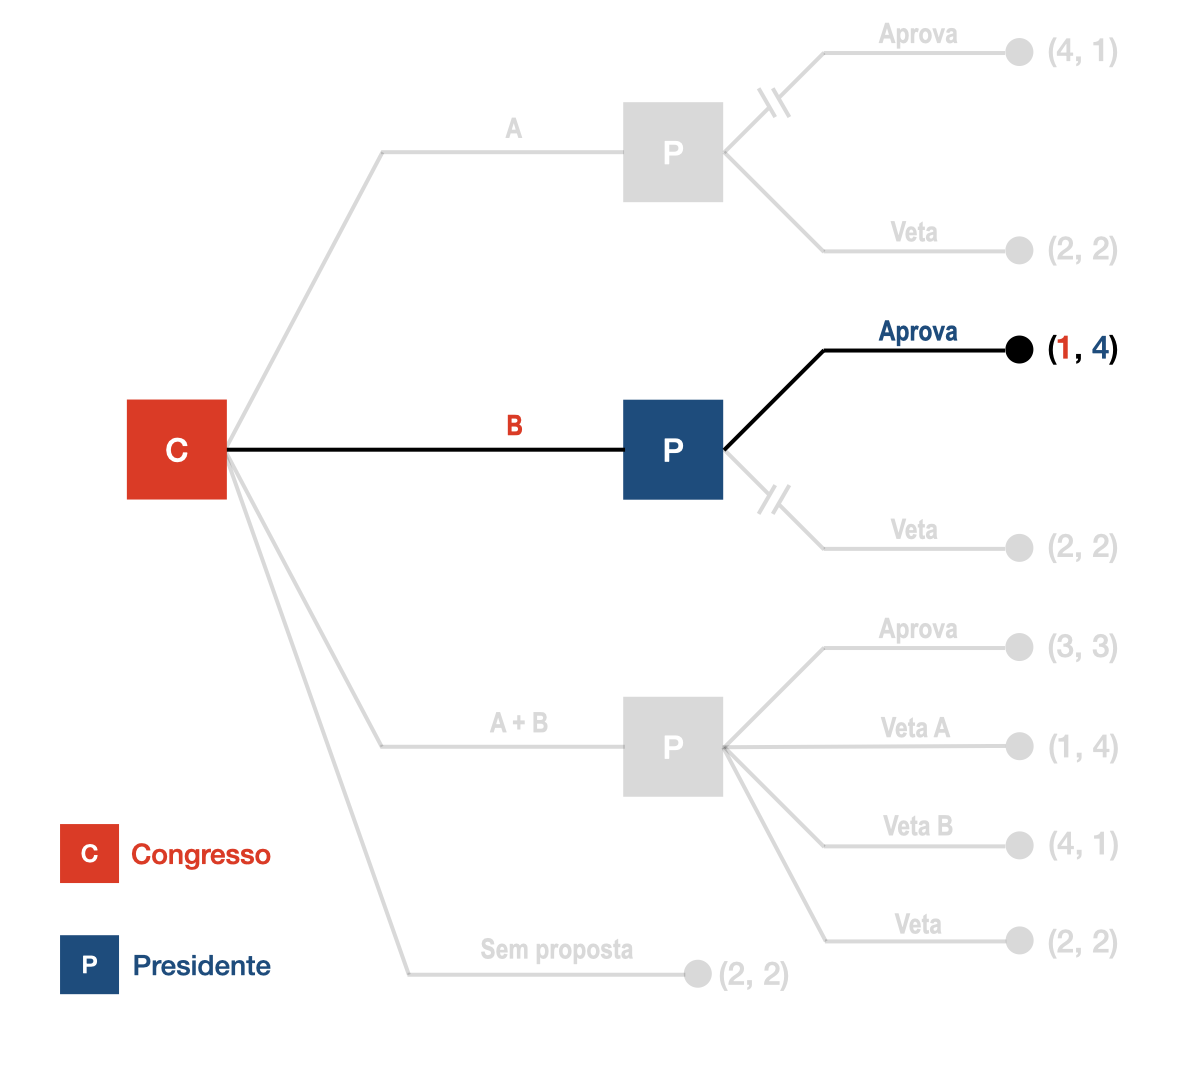 Aprova
(4, 1)
A
P
Veta
(2, 2)
Aprova
(1, 4)
B
C
P
Veta
(2, 2)
Aprova
(3, 3)
A + B
P
Veta A
(1, 4)
Veta B
(4, 1)
C Congresso
Veta
(2, 2)
Sem proposta
(2, 2)
P Presidente